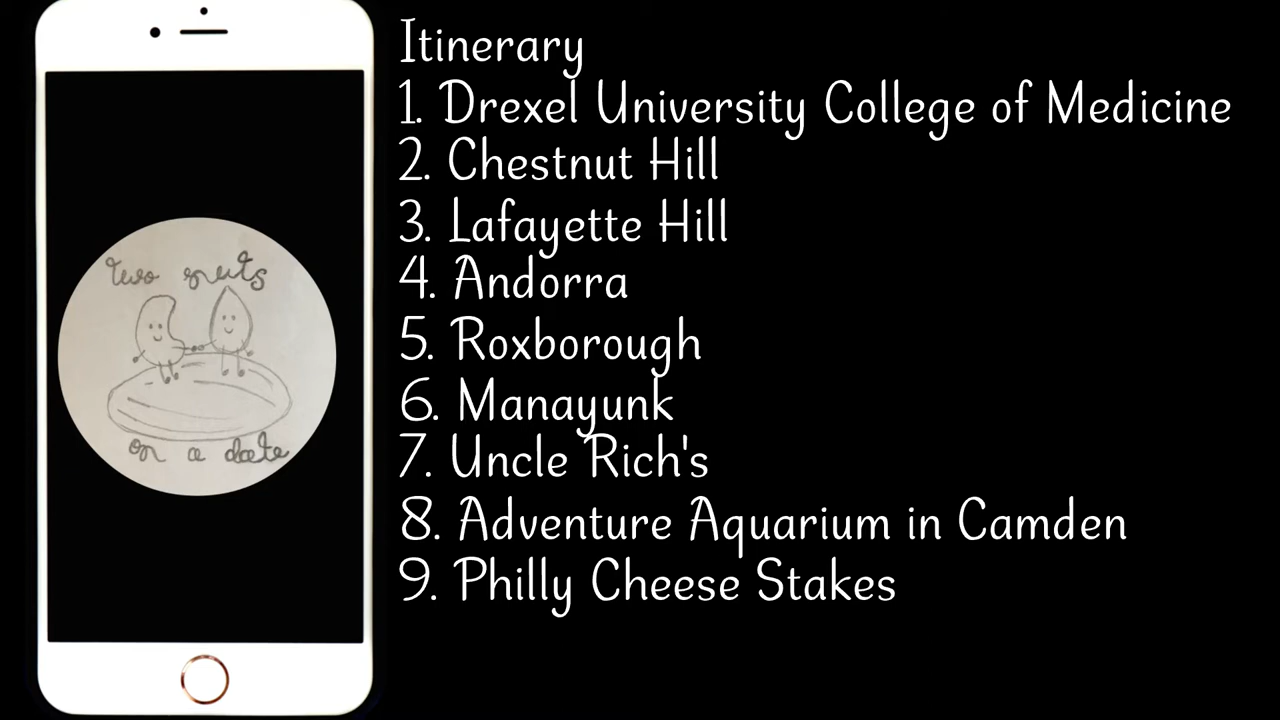 two nuts
on a date
Itinerary
1. Drexel University College of Medicine
2. Chestnut Hill
3. Lafayette Hill
4. Andorra
5. Roxborough
6. Manayunk
7. Uncle Rich's
8. Adventure Aquarium in Camden
9. Philly Cheese Stakes